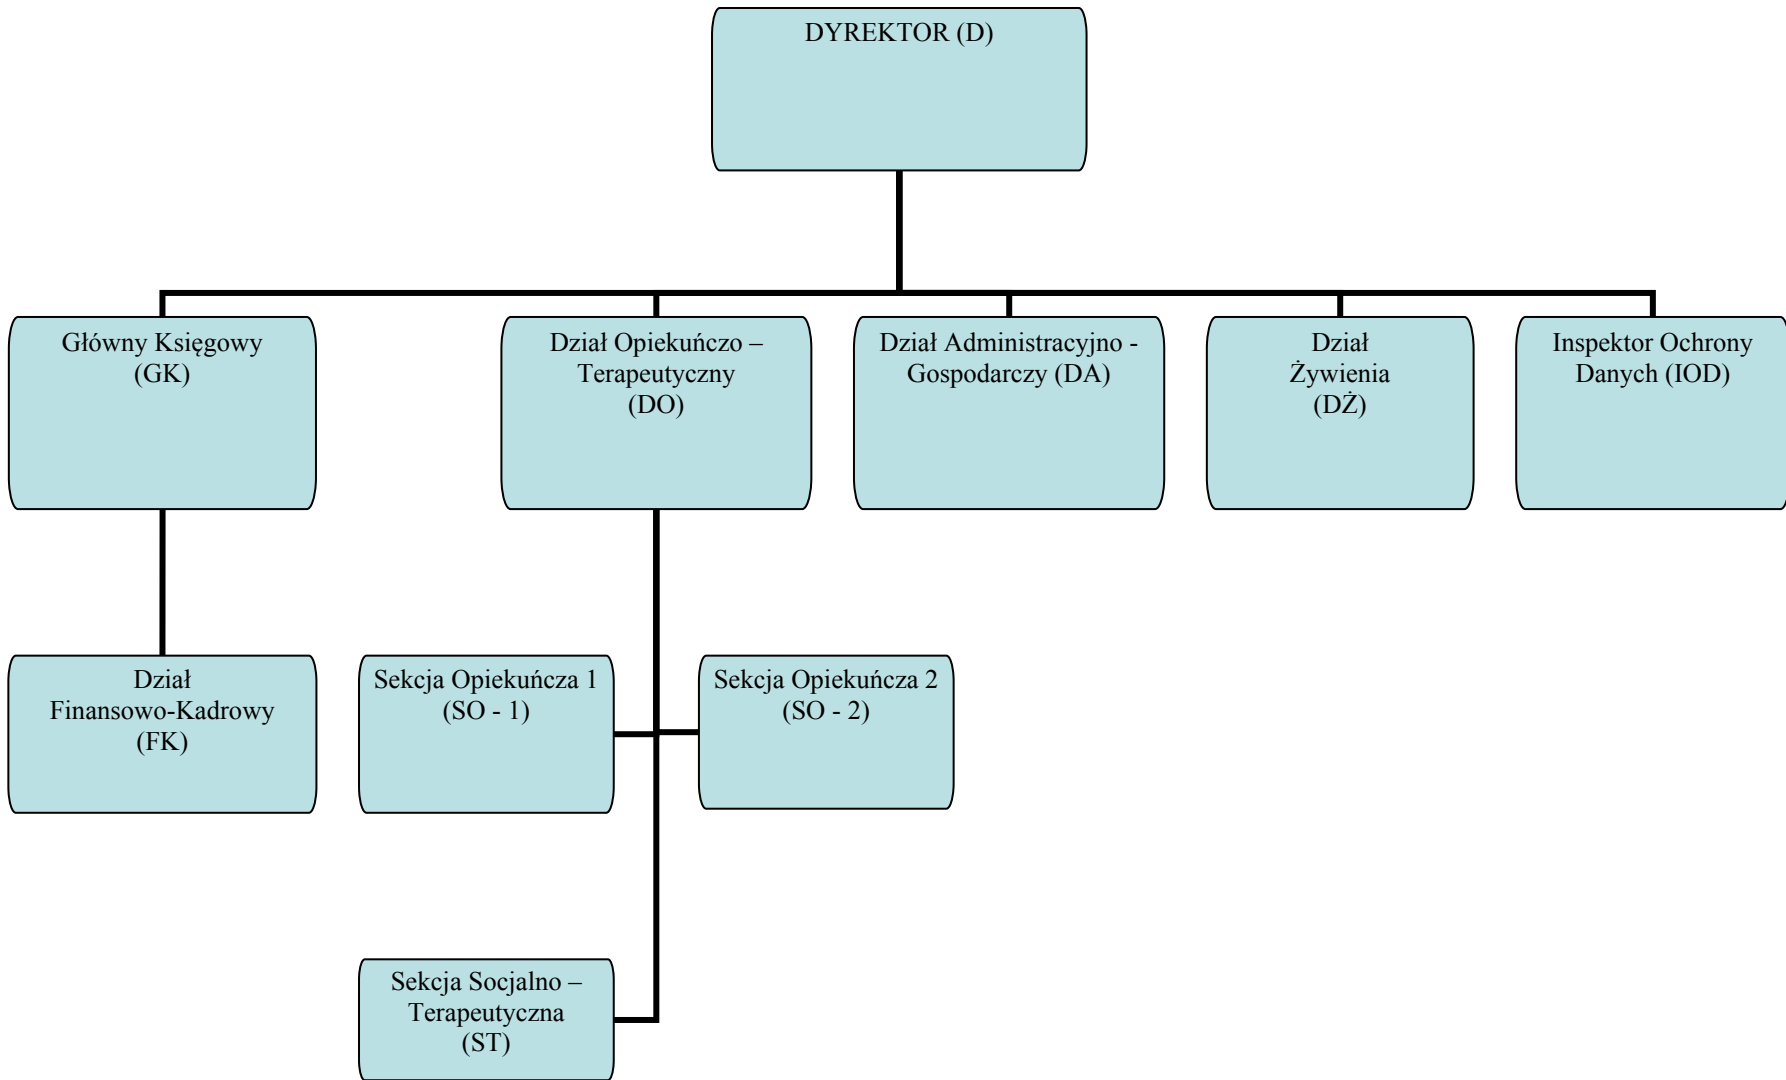 DYREKTOR (D)
Główny Księgowy
(GK)
Dział Opiekuńczo –
Terapeutyczny
(DO)
Dział Administracyjno -
Gospodarczy (DA)
Dział
Żywienia
(DŻ)
Inspektor Ochrony
Danych (IOD)
Dział
Finansowo-Kadrowy
(FK)
Sekcja Opiekuńcza 1
(SO - 1)
Sekcja Opiekuńcza 2
(SO - 2)
Sekcja Socjalno –
Terapeutyczna
(ST)